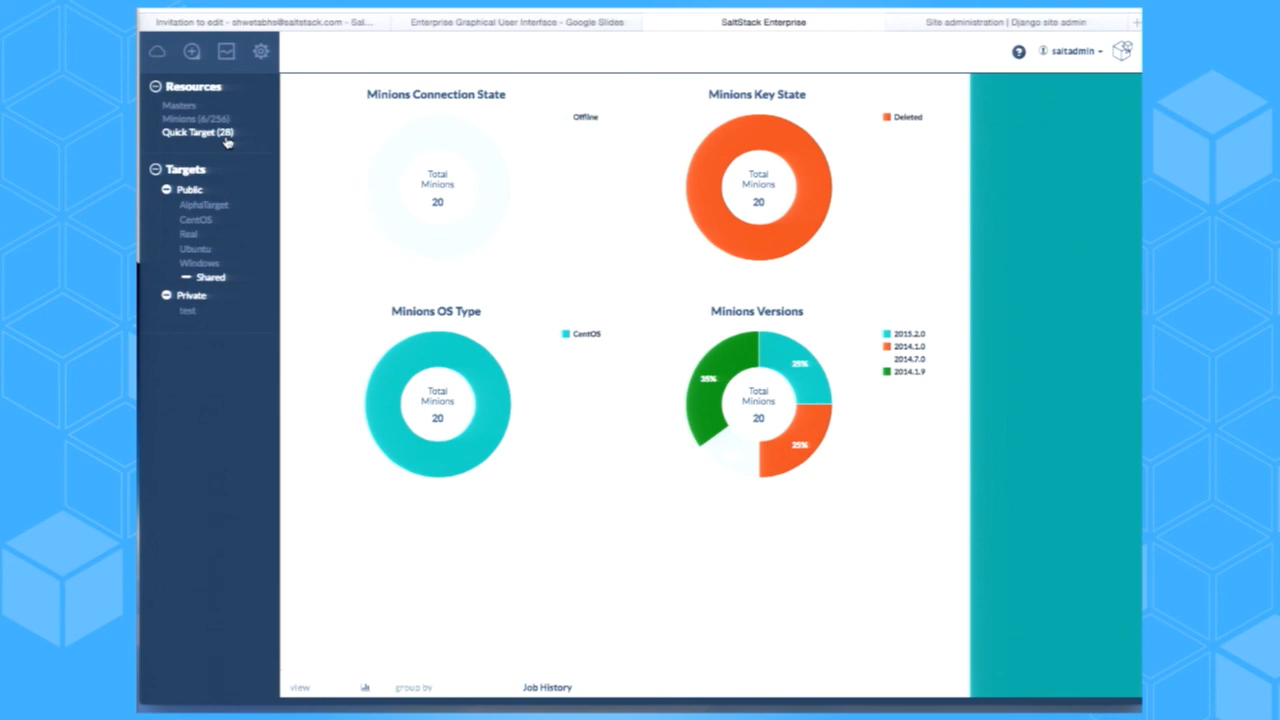 Invitation to edit - shwetabhs@saltstack.com - Sal...
Enterprise Graphical User Interface - Google Slides
SaltStack Enterprise
Site administration | Django site admin
saltadmin
Resources
Masters
Minions (6/256)
Quick Target (28)
Targets
Public
AlphaTarget
CentOS
Real
Ubuntu
Windows
Shared
Private
test
Minions Connection State
Offline
Total
Minions
20
Minions Key State
Deleted
Total
Minions
20
Minions OS Type
CentOS
Total
Minions
20
Minions Versions
2015.2.0
2014.1.0
2014.7.0
2014.1.9
35%
25%
25%
Total
Minions
20
view
group by
Job History